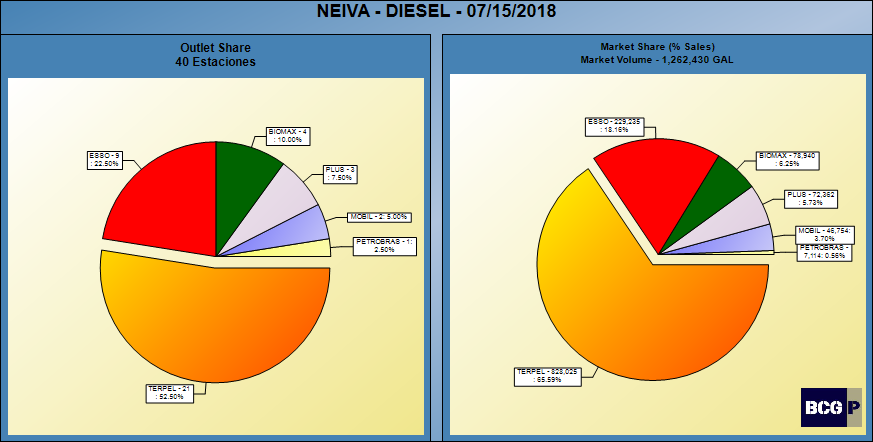 NEIVA - DIESEL - 07/15/2018
Outlet Share
40 Estaciones
BIOMAX - 4
: 10.00%
ESSO - 9
: 22.50%
PLUS - 3
: 7.50%
MOBIL - 2: 5.00%
PETROBRAS - 1:
2.50%
TERPEL - 21
: 52.50%
Market Share (% Sales)
Market Volume - 1,262,430 GAL
ESSO - 229,235
: 18.16%
BIOMAX - 78,940
: 6.25%
PLUS - 72,362
: 5.73%
MOBIL - 46,754:
3.70%
PETROBRAS -
7,114: 0.56%
TERPEL - 828,025
: 65.59%
BCG P